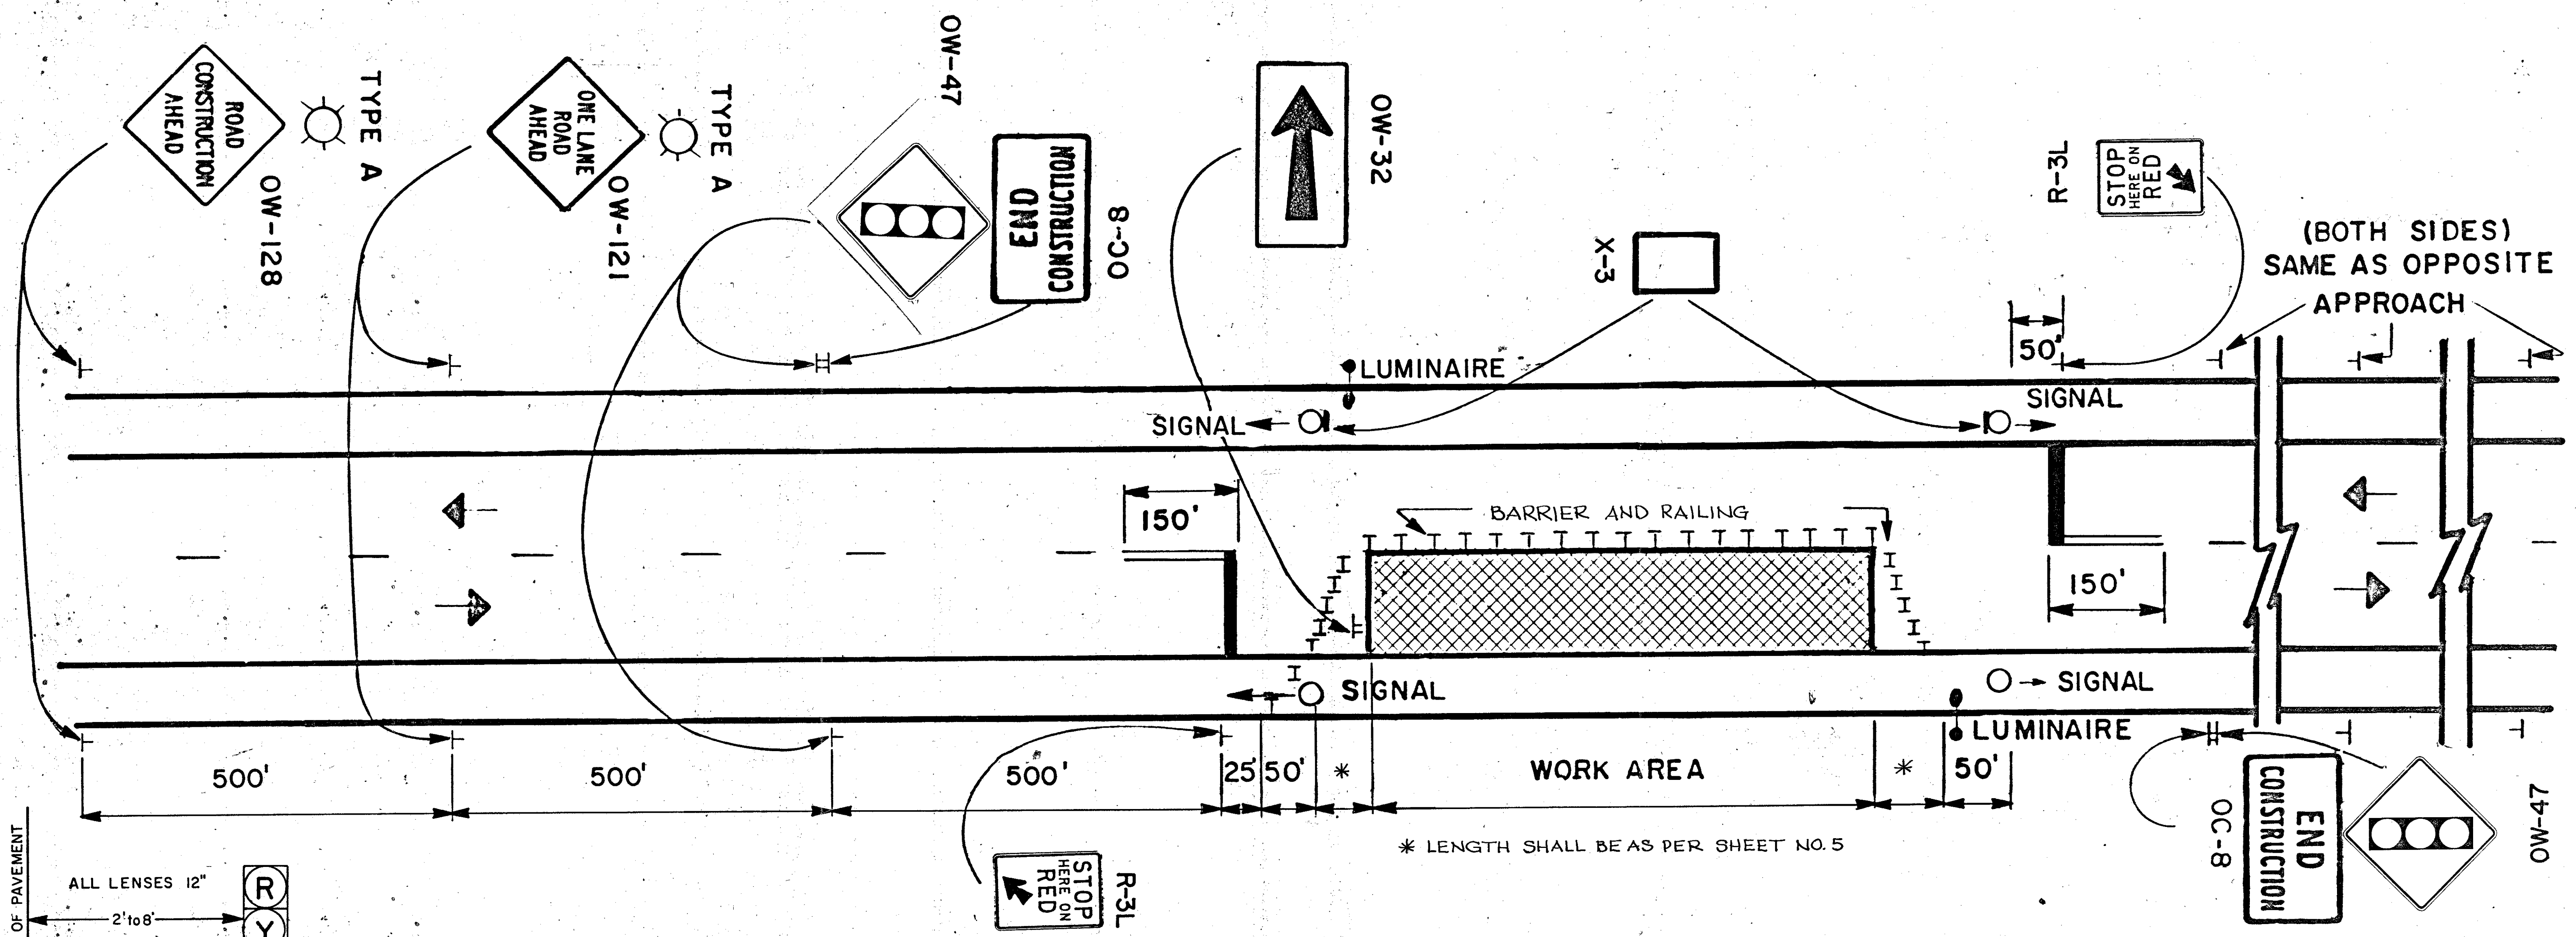 ROAD
CONSTRUCTION
AHEAD
TYPE A
OW-128
ONE LANE
ROAD
AHEAD
TYPE A
OW-121
OW-47
END
CONSTRUCTION
OC-8
OW-32
X-3
R-3L
STOP
HERE ON
RED
(BOTH SIDES)
SAME AS OPPOSITE
APPROACH
50'
LUMINAIRE
SIGNAL
SIGNAL
150'
BARRIER AND RAILING
150'
SIGNAL
SIGNAL
LUMINAIRE
500'
500'
500'
25'
50'
*
WORK AREA
*
50'
* LENGTH SHALL BE AS PER SHEET NO. 5
STOP
HERE ON
RED
R-3L
OC-8
END
CONSTRUCTION
OW-47
OF PAVEMENT
ALL LENSES 12"
2' to 8'
R
Y